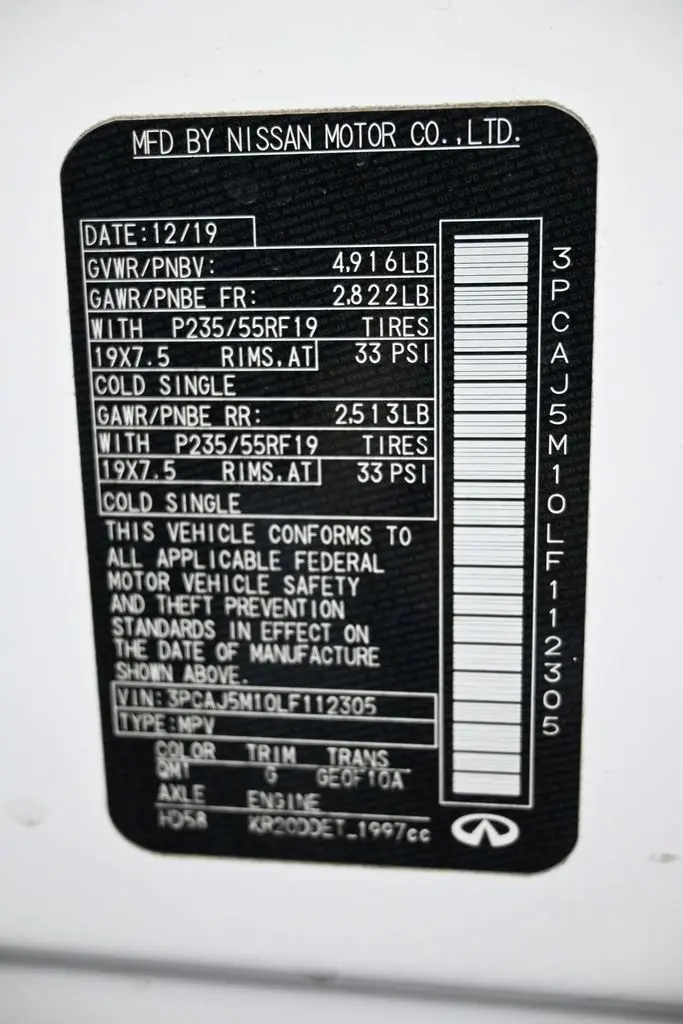 MFD BY NISSAN MOTOR CO.,LTD.
DATE:12/19
GVWR/PNBV: 4,916LB
GAWR/PNBE FR: 2,822LB
WITH P235/55RF19 TIRES
19X7.5 RIMS,AT 33 PSI
COLD SINGLE
GAWR/PNBE RR: 2,513LB
WITH P235/55RF19 TIRES
19X7.5 RIMS,AT 33 PSI
COLD SINGLE
THIS VEHICLE CONFORMS TO
ALL APPLICABLE FEDERAL
MOTOR VEHICLE SAFETY
AND THEFT PREVENTION
STANDARDS IN EFFECT ON
THE DATE OF MANUFACTURE
SHOWN ABOVE.
VIN:3PCAJ5M10LF112305
TYPE:MPV
COLOR TRIM TRANS
QM1 G GE0F10A
AXLE ENGINE
HD58 KR20DDET_1997cc
3PCAJ5M10LF112305